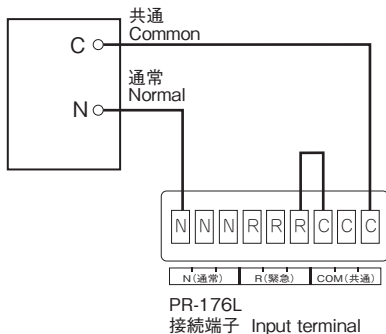 共通
C Common
通常
N Normal
N N N R R R C C C
N(通常) R(緊急) COM(共通)
PR-176L
接続端子 Input terminal